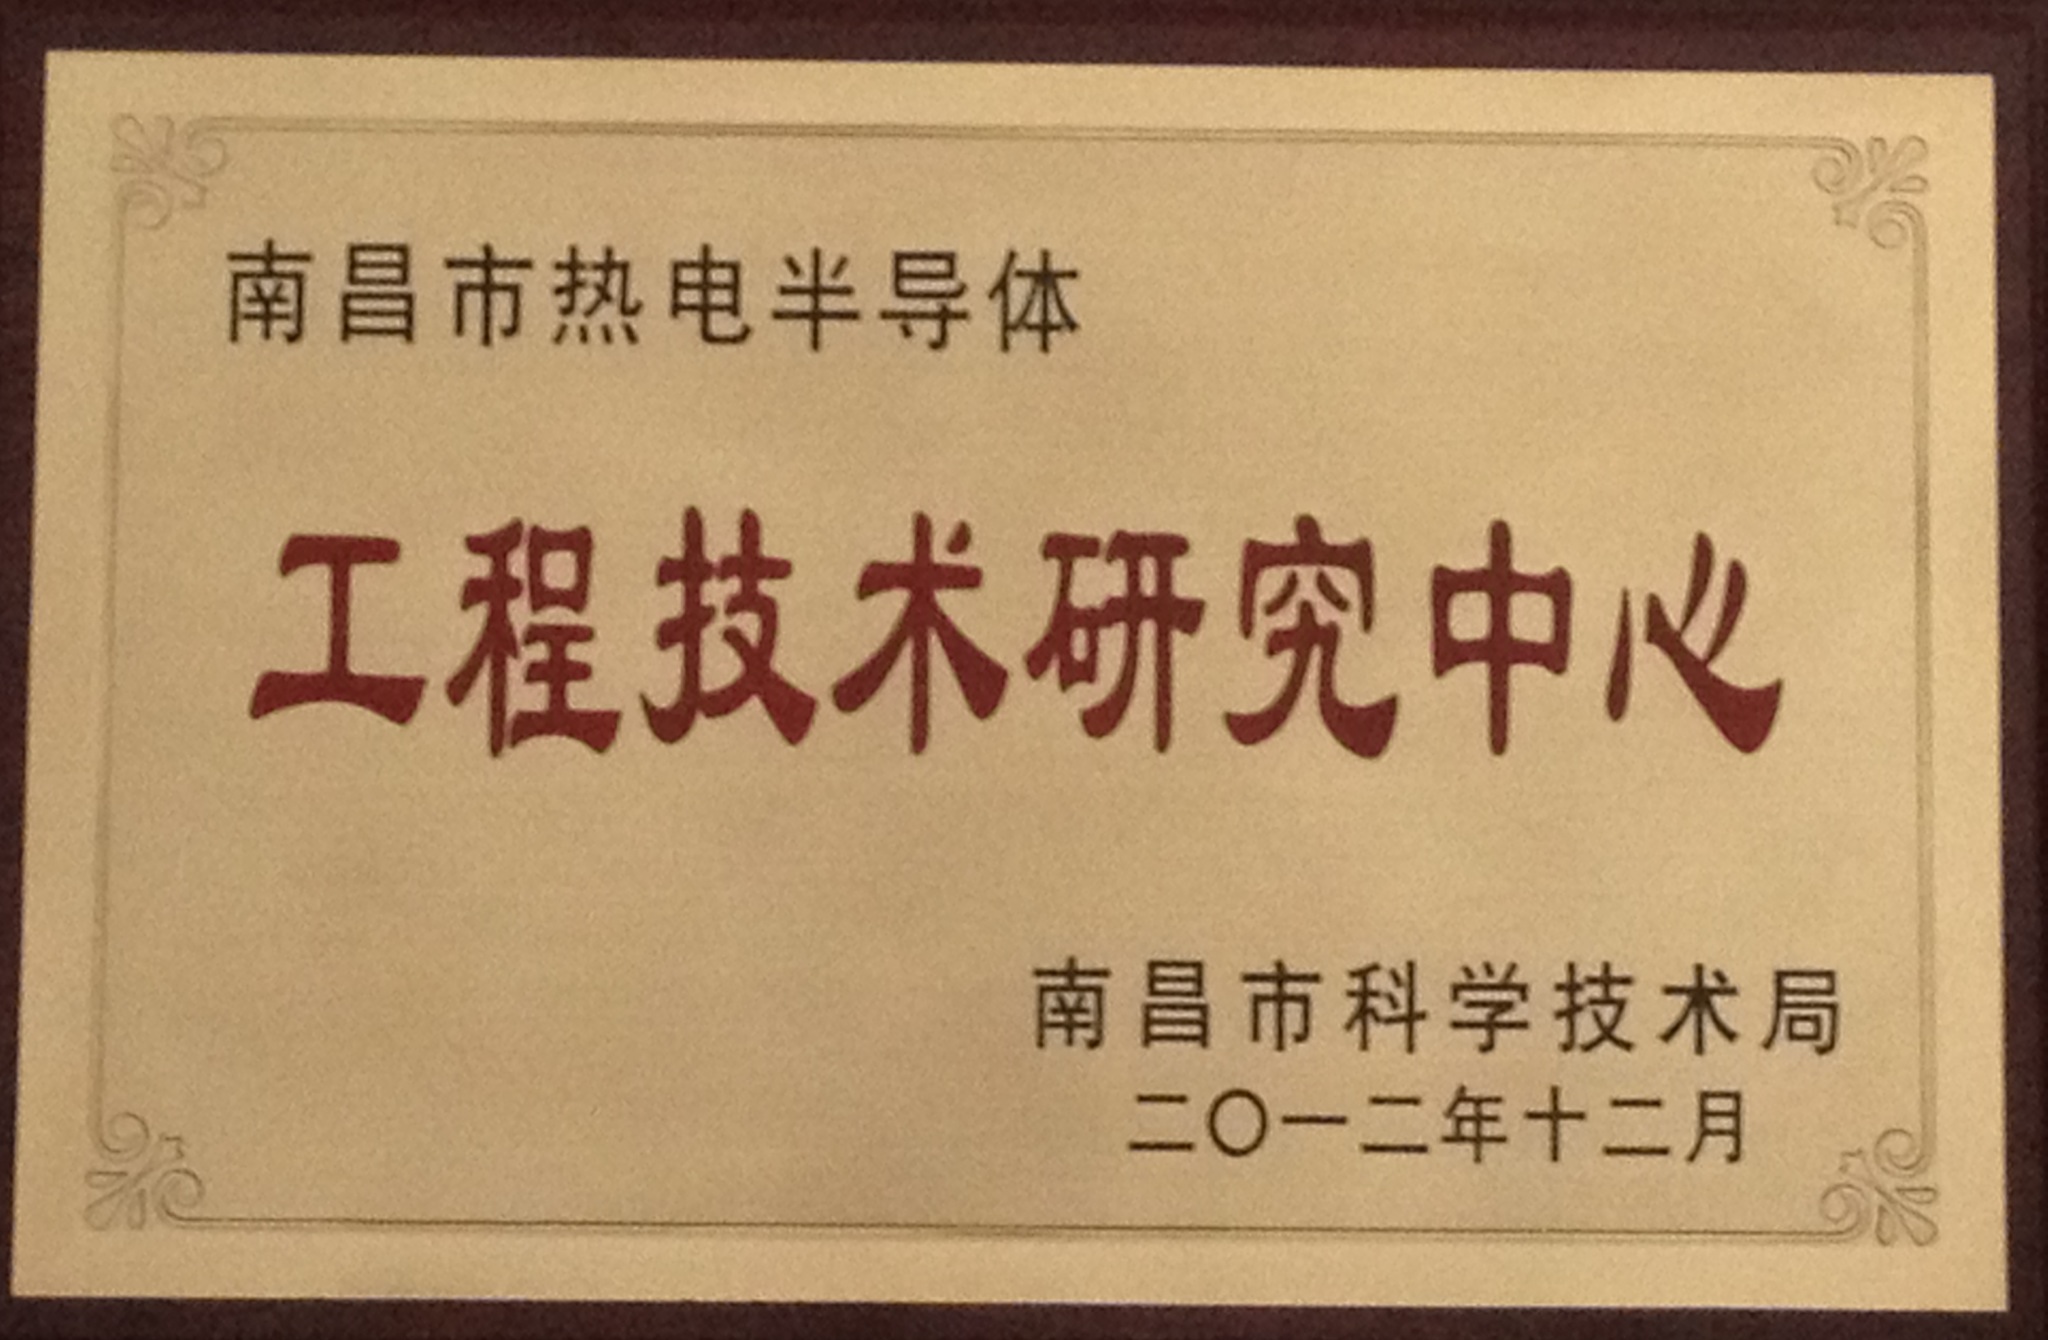 南昌市热电半导体
工程技术研究中心
南昌市科学技术局
二〇一二年十二月